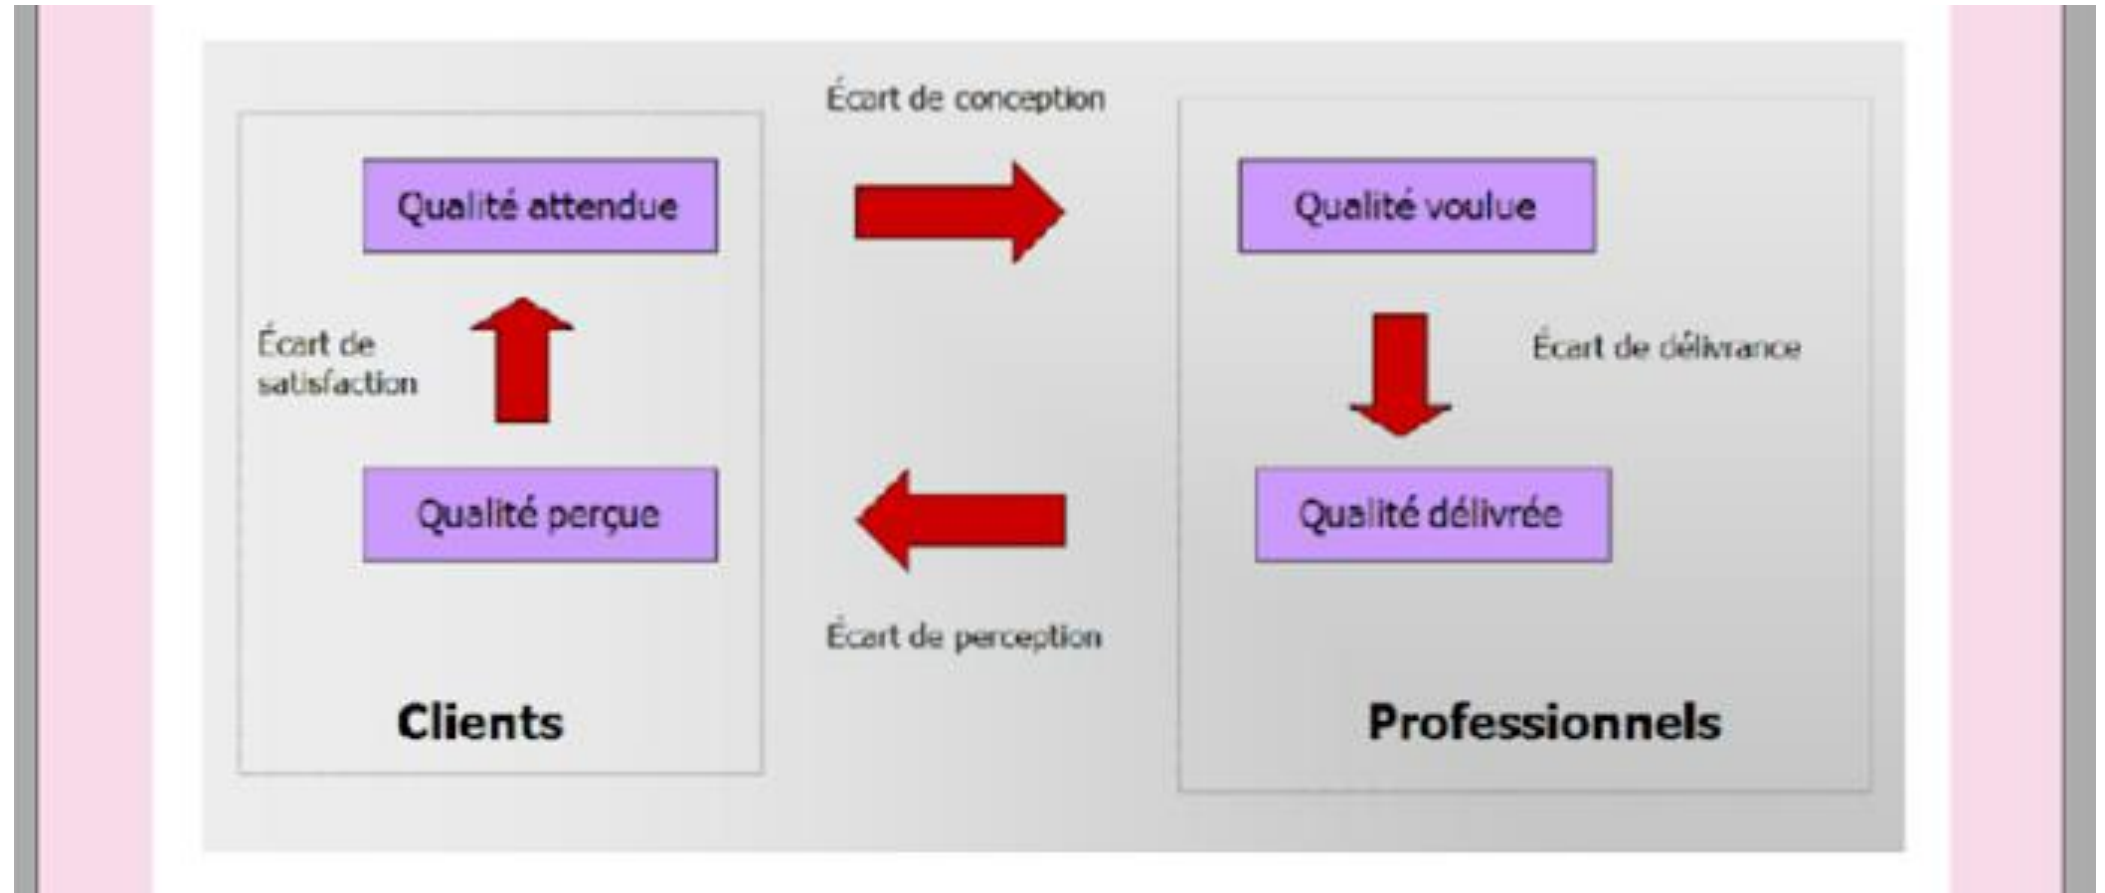 Écart de conception
Qualité attendue
Qualité voulue
Écart de
satisfaction
Écart de délivrance
Qualité perçue
Qualité délivrée
Écart de perception
Clients
Professionnels